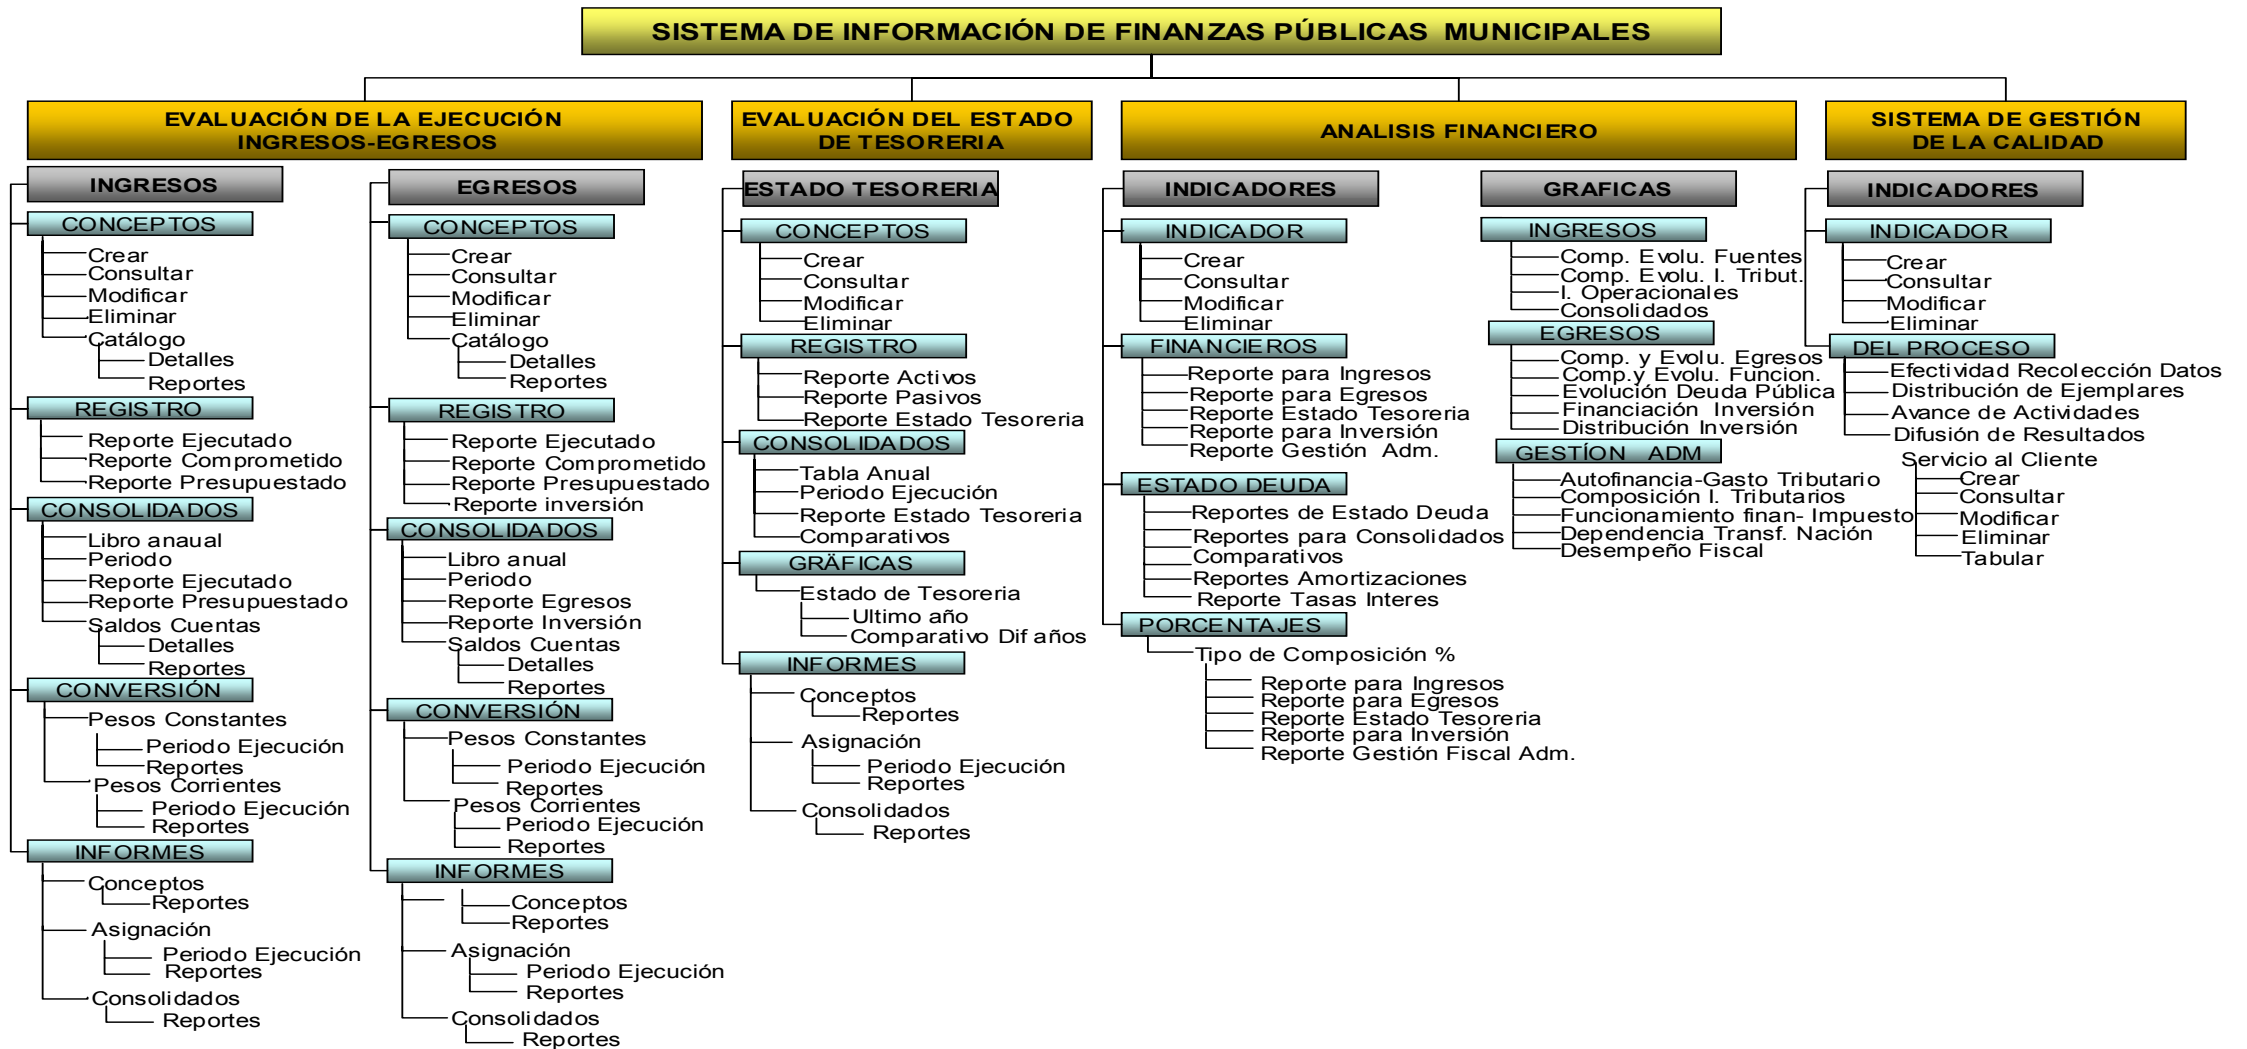 SISTEMA DE INFORMACIÓN DE FINANZAS PÚBLICAS MUNICIPALES
EVALUACIÓN DE LA EJECUCIÓN
INGRESOS-EGRESOS
INGRESOS
CONCEPTOS
Crear
Consultar
Modificar
Eliminar
Catálogo
Detalles
Reportes
REGISTRO
Reporte Ejecutado
Reporte Comprometido
Reporte Presupuestado
CONSOLIDADOS
Libro anaual
Periodo
Reporte Ejecutado
Reporte Presupuestado
Saldos Cuentas
Detalles
Reportes
CONVERSIÓN
Pesos Constantes
Periodo Ejecución
Reportes
Pesos Corrientes
Periodo Ejecución
Reportes
INFORMES
Conceptos
Reportes
Asignación
Periodo Ejecución
Reportes
Consolidados
Reportes
EGRESOS
CONCEPTOS
Crear
Consultar
Modificar
Eliminar
Catálogo
Detalles
Reportes
REGISTRO
Reporte Ejecutado
Reporte Comprometido
Reporte Presupuestado
Reporte inversión
CONSOLIDADOS
Libro anual
Periodo
Reporte Egresos
Reporte Inversión
Saldos Cuentas
Detalles
Reportes
CONVERSIÓN
Pesos Constantes
Periodo Ejecución
Reportes
Pesos Corrientes
Periodo Ejecución
Reportes
INFORMES
Conceptos
Reportes
Asignación
Periodo Ejecución
Reportes
Consolidados
Reportes
EVALUACIÓN DEL ESTADO
DE TESORERIA
ESTADO TESORERIA
CONCEPTOS
Crear
Consultar
Modificar
Eliminar
REGISTRO
Reporte Activos
Reporte Pasivos
Reporte Estado Tesoreria
CONSOLIDADOS
Tabla Anual
Periodo Ejecución
Reporte Estado Tesoreria
Comparativos
GRÄFICAS
Estado de Tesoreria
Ultimo año
Comparativo Dif años
INFORMES
Conceptos
Reportes
Asignación
Periodo Ejecución
Reportes
Consolidados
Reportes
ANALISIS FINANCIERO
INDICADORES
INDICADOR
Crear
Consultar
Modificar
Eliminar
FINANCIEROS
Reporte para Ingresos
Reporte para Egresos
Reporte Estado Tesoreria
Reporte para Inversión
Reporte Gestión Adm.
ESTADO DEUDA
Reportes de Estado Deuda
Reportes para Consolidados
Comparativos
Reportes Amortizaciones
Reporte Tasas Interes
PORCENTAJES
Tipo de Composición %
Reporte para Ingresos
Reporte para Egresos
Reporte Estado Tesoreria
Reporte para Inversión
Reporte Gestión Fiscal Adm.
GRAFICAS
INGRESOS
Comp. Evolu. Fuentes
Comp. Evolu. I. Tribut.
I. Operacionales
Consolidados
EGRESOS
Comp. y Evolu. Egresos
Comp.y Evolu. Funcion.
Evolución Deuda Pública
Financiación Inversión
Distribución Inversión
GESTÍON ADM
Autofinancia-Gasto Tributario
Composición I. Tributarios
Funcionamiento finan- Impuesto
Dependencia Transf. Nación
Desempeño Fiscal
SISTEMA DE GESTIÓN
DE LA CALIDAD
INDICADORES
INDICADOR
Crear
Consultar
Modificar
Eliminar
DEL PROCESO
Efectividad Recolección Datos
Distribución de Ejemplares
Avance de Actividades
Difusión de Resultados
Servicio al Cliente
Crear
Consultar
Modificar
Eliminar
Tabular